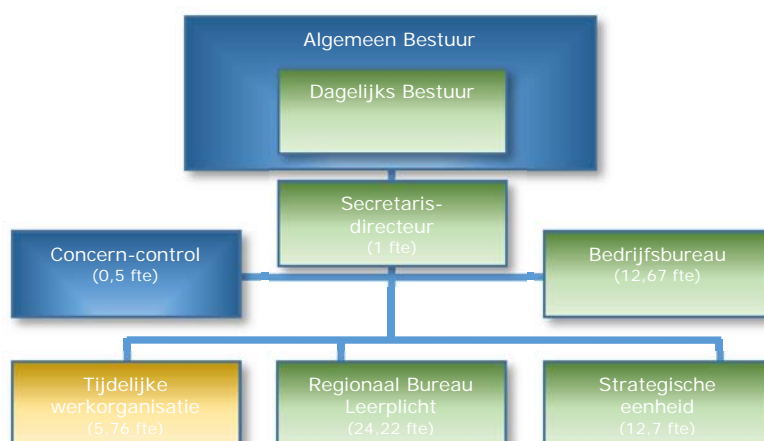 Algemeen Bestuur
Dagelijks Bestuur
Secretaris-
directeur
(1 fte)
Concern-control
(0,5 fte)
Bedrijfsbureau
(12,67 fte)
Tijdelijke
werkorganisatie
(5,76 fte)
Regionaal Bureau
Leerplicht
(24,22 fte)
Strategische
eenheid
(12,7 fte)